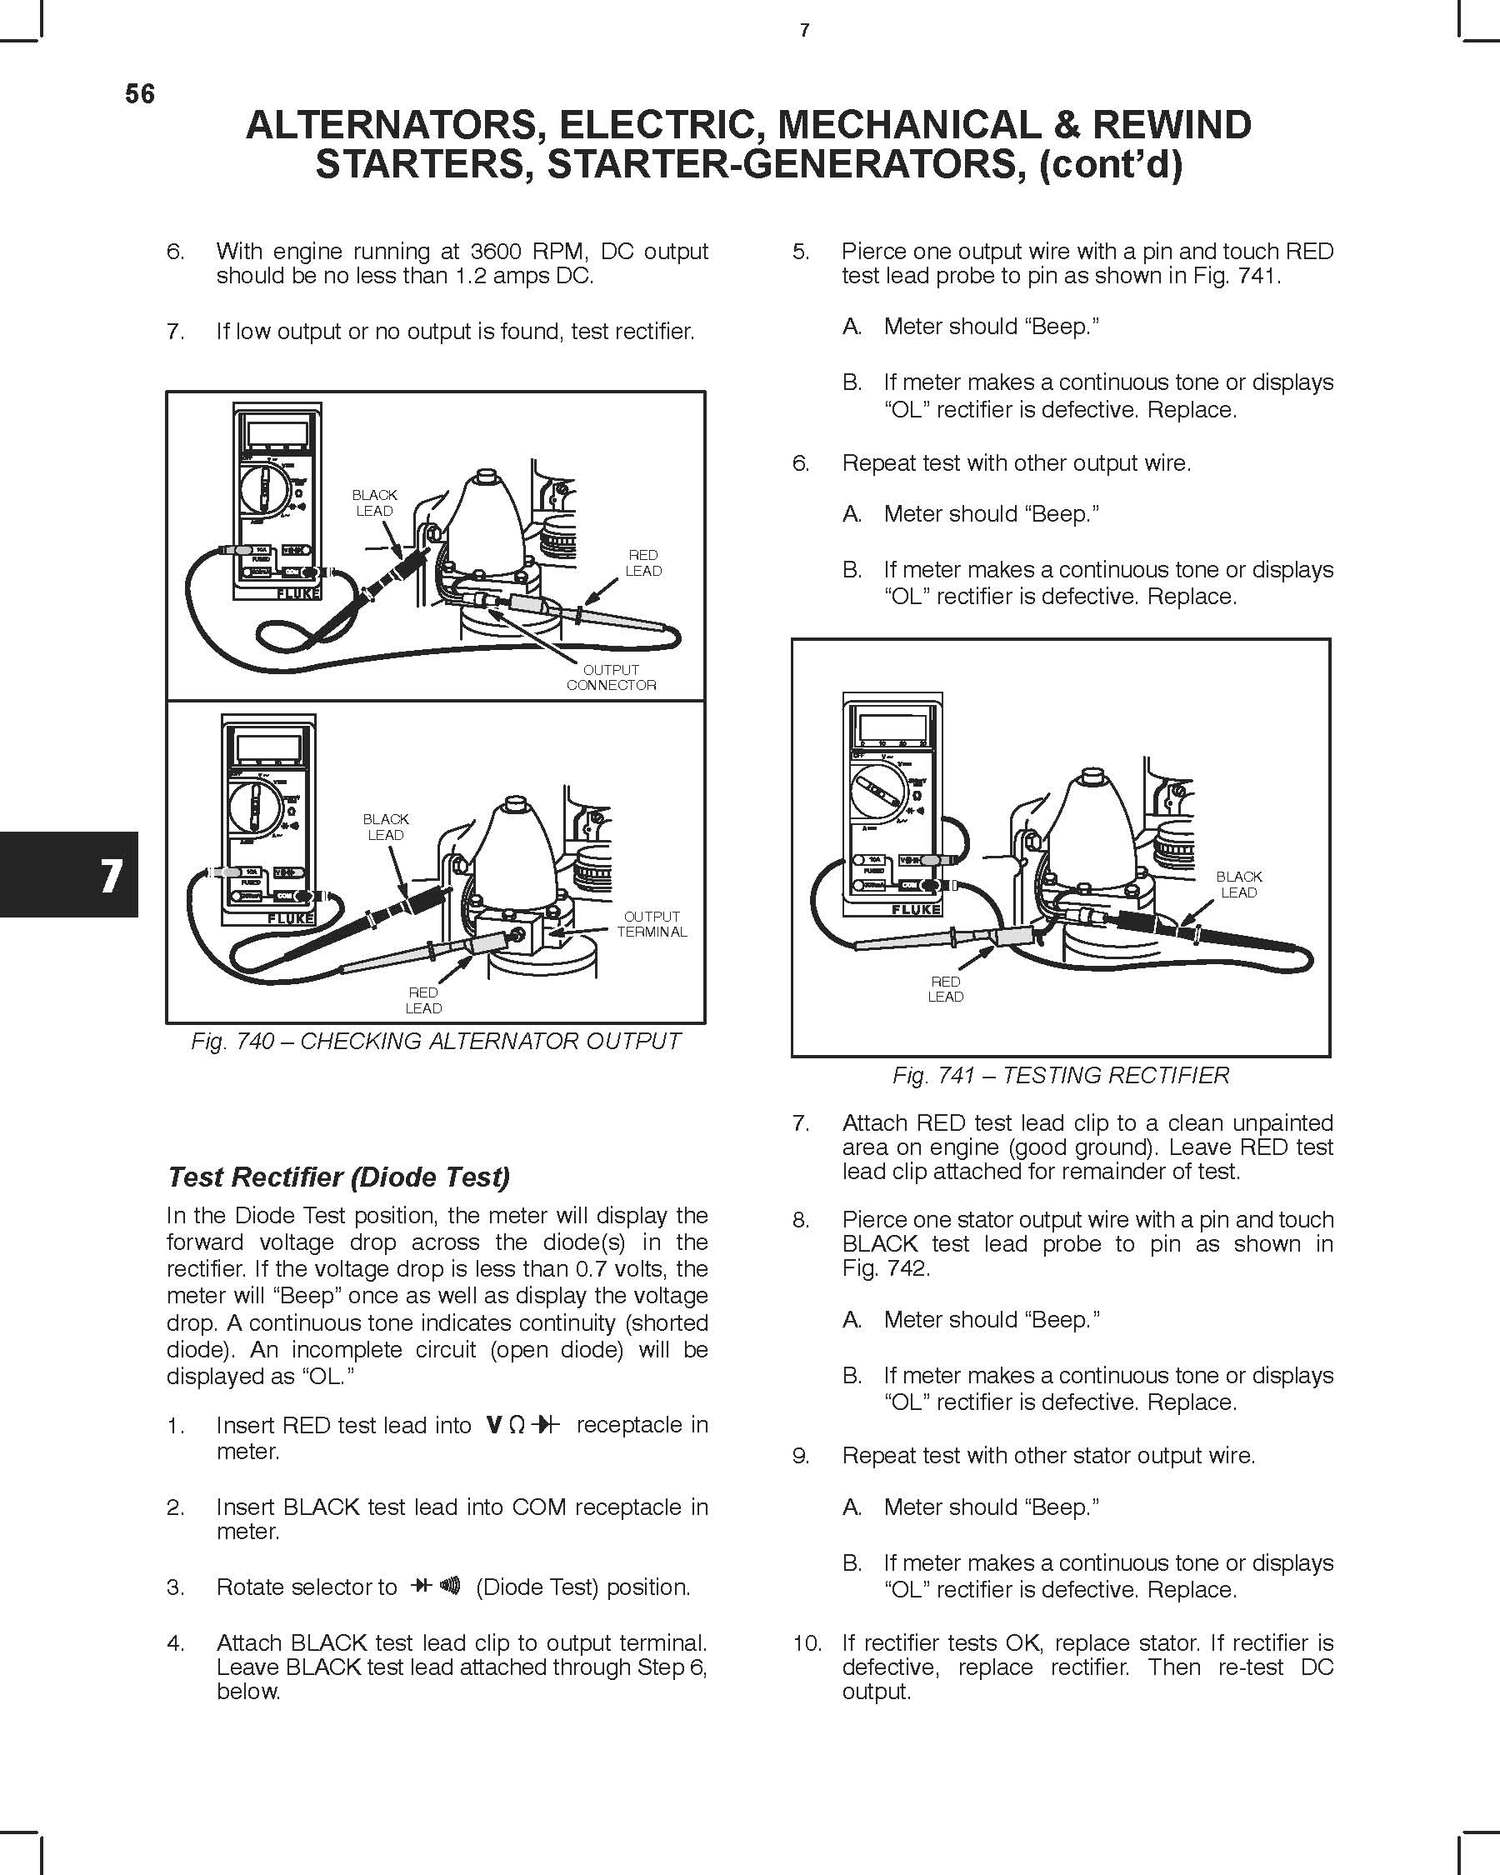 7
56
ALTERNATORS, ELECTRIC, MECHANICAL & REWIND
STARTERS, STARTER-GENERATORS, (cont’d)
6. With engine running at 3600 RPM, DC output
should be no less than 1.2 amps DC.
7. If low output or no output is found, test rectifier.
BLACK
LEAD
RED
LEAD
OUTPUT
CONNECTOR
FLUKE
BLACK
LEAD
OUTPUT
TERMINAL
RED
LEAD
FLUKE
Fig. 740 – CHECKING ALTERNATOR OUTPUT
7
Test Rectifier (Diode Test)
In the Diode Test position, the meter will display the
forward voltage drop across the diode(s) in the
rectifier. If the voltage drop is less than 0.7 volts, the
meter will “Beep” once as well as display the voltage
drop. A continuous tone indicates continuity (shorted
diode). An incomplete circuit (open diode) will be
displayed as “OL.”
1. Insert RED test lead into V Ω receptacle in
meter.
2. Insert BLACK test lead into COM receptacle in
meter.
3. Rotate selector to (Diode Test) position.
4. Attach BLACK test lead clip to output terminal.
Leave BLACK test lead attached through Step 6,
below.
5. Pierce one output wire with a pin and touch RED
test lead probe to pin as shown in Fig. 741.
A. Meter should “Beep.”
B. If meter makes a continuous tone or displays
“OL” rectifier is defective. Replace.
6. Repeat test with other output wire.
A. Meter should “Beep.”
B. If meter makes a continuous tone or displays
“OL” rectifier is defective. Replace.
FLUKE
BLACK
LEAD
RED
LEAD
Fig. 741 – TESTING RECTIFIER
7. Attach RED test lead clip to a clean unpainted
area on engine (good ground). Leave RED test
lead clip attached for remainder of test.
8. Pierce one stator output wire with a pin and touch
BLACK test lead probe to pin as shown in
Fig. 742.
A. Meter should “Beep.”
B. If meter makes a continuous tone or displays
“OL” rectifier is defective. Replace.
9. Repeat test with other stator output wire.
A. Meter should “Beep.”
B. If meter makes a continuous tone or displays
“OL” rectifier is defective. Replace.
10. If rectifier tests OK, replace stator. If rectifier is
defective, replace rectifier. Then re-test DC
output.